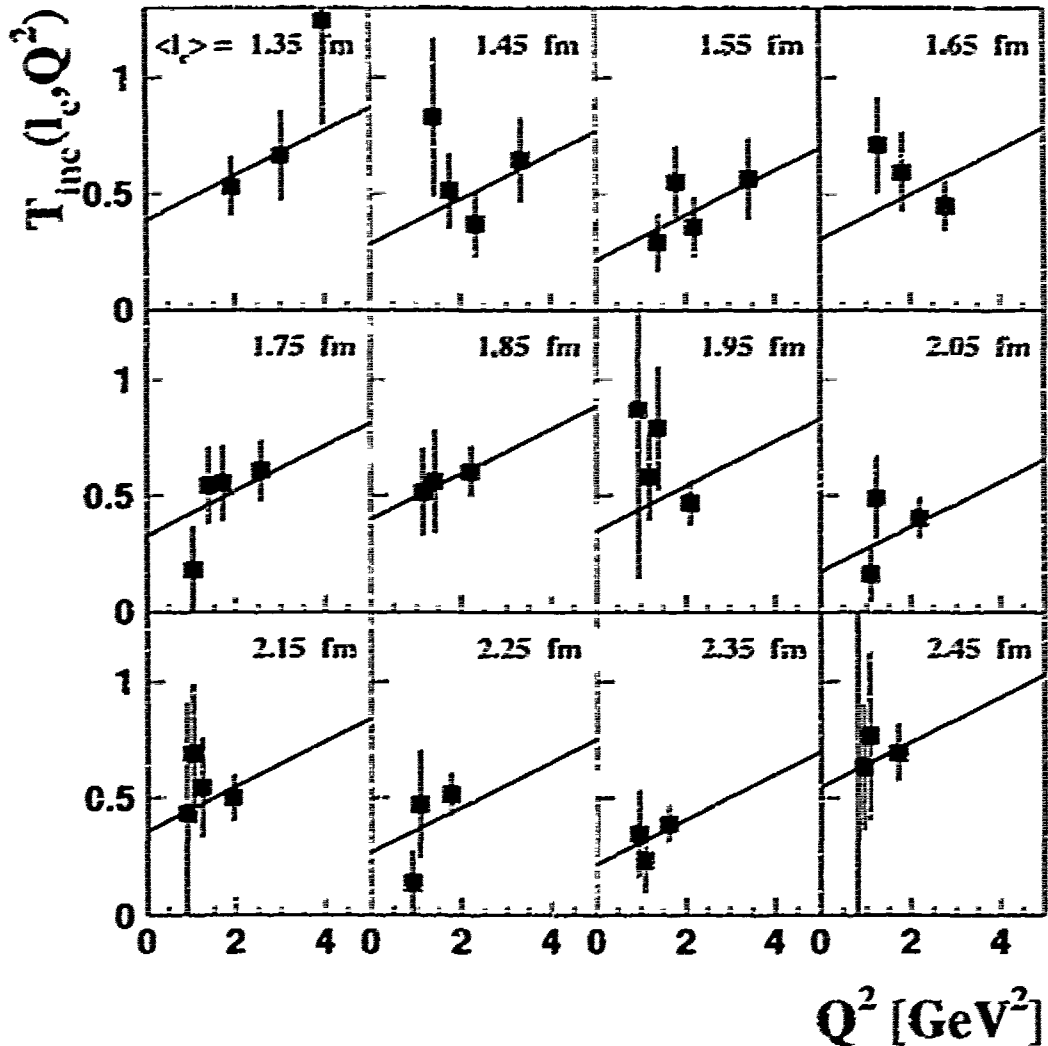 T_inc(l_c,Q^2)
<l_c> = 1.35 fm
1.45 fm
1.55 fm
1.65 fm
1
0.5
0
1.75 fm
1.85 fm
1.95 fm
2.05 fm
1
0.5
0
2.15 fm
2.25 fm
2.35 fm
2.45 fm
1
0.5
0
0 2 4 0 2 4 0 2 4 0 2 4
Q^2 [GeV^2]